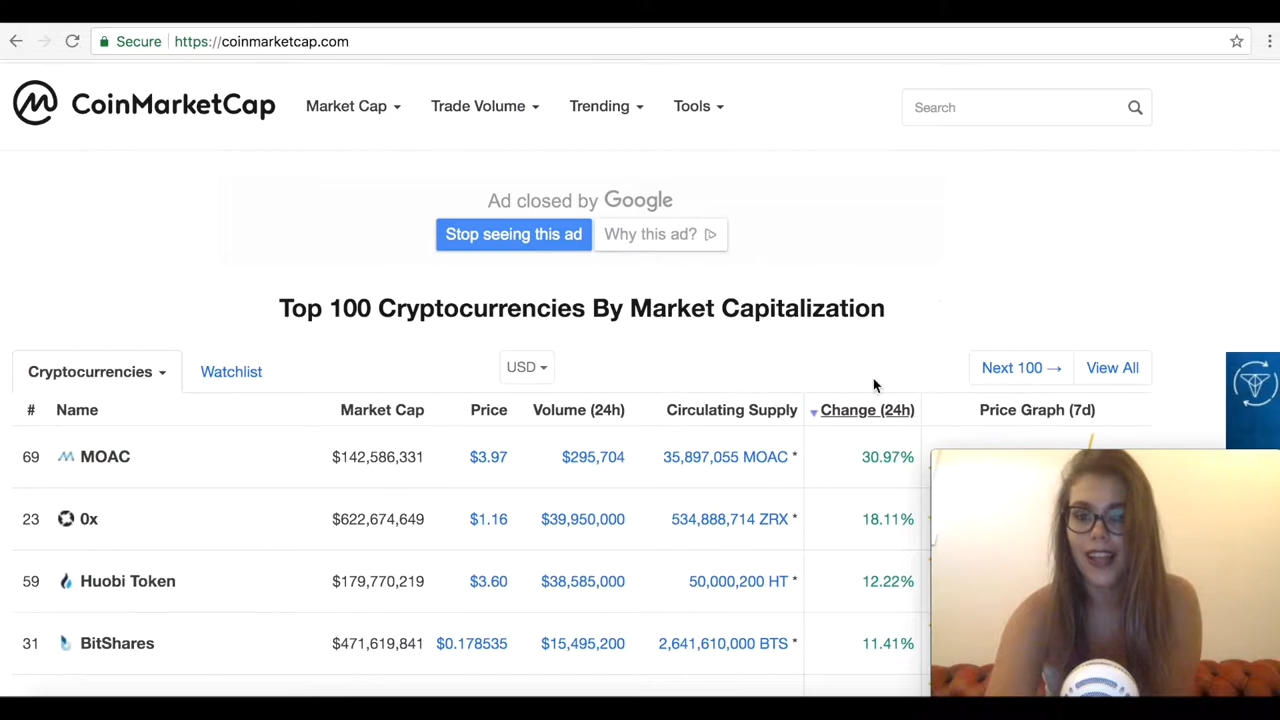 Secure https://coinmarketcap.com
CoinMarketCap Market Cap Trade Volume Trending Tools Search
Ad closed by Google
Stop seeing this ad Why this ad?
Top 100 Cryptocurrencies By Market Capitalization
Cryptocurrencies Watchlist USD Next 100 → View All
# Name Market Cap Price Volume (24h) Circulating Supply Change (24h) Price Graph (7d)
69 MOAC $142,586,331 $3.97 $295,704 35,897,055 MOAC * 30.97%
23 0x $622,674,649 $1.16 $39,950,000 534,888,714 ZRX * 18.11%
59 Huobi Token $179,770,219 $3.60 $38,585,000 50,000,200 HT * 12.22%
31 BitShares $471,619,841 $0.178535 $15,495,200 2,641,610,000 BTS * 11.41%